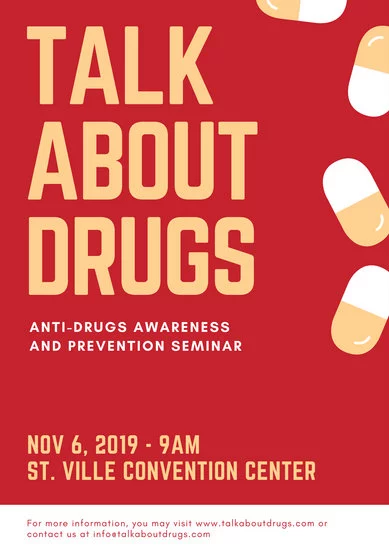 TALK
ABOUT
DRUGS
ANTI-DRUGS AWARENESS
AND PREVENTION SEMINAR
NOV 6, 2019 - 9AM
ST. VILLE CONVENTION CENTER
For more information, you may visit www.talkaboutdrugs.com or
contact us at info@talkaboutdrugs.com